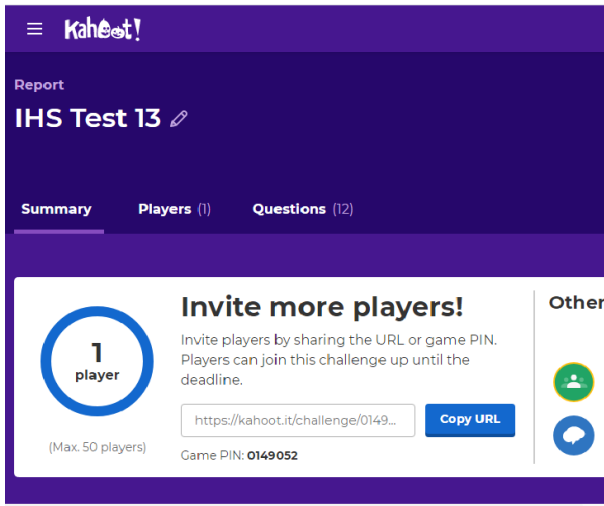 Kahoot!
Report
IHS Test 13
Summary Players (1) Questions (12)
Invite more players!
Other
1
player
Invite players by sharing the URL or game PIN.
Players can join this challenge up until the
deadline.
https://kahoot.it/challenge/0149... Copy URL
(Max. 50 players)
Game PIN: 0149052